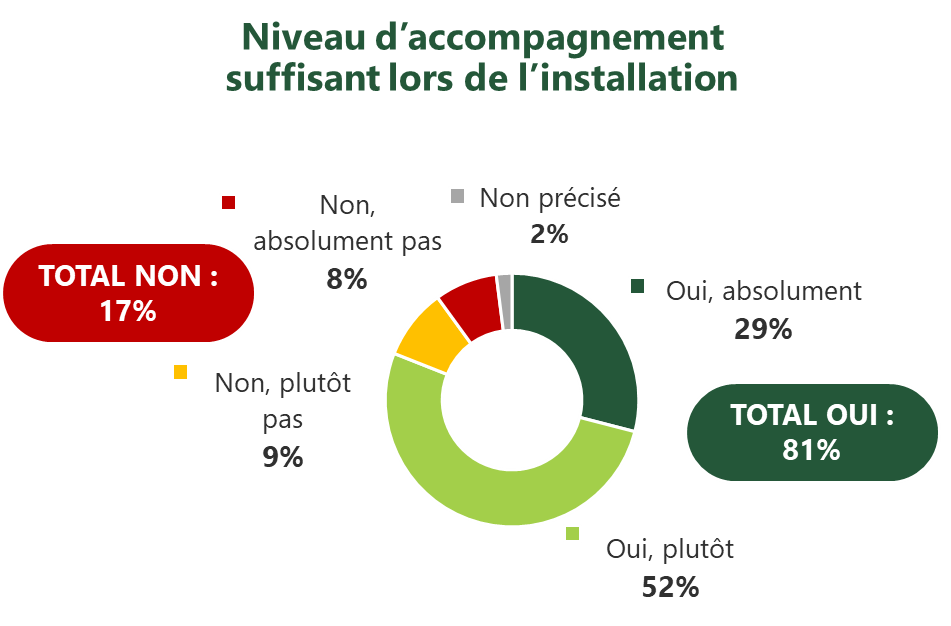 Niveau d’accompagnement
suffisant lors de l’installation
Non,
absolument pas
8%
Non précisé
2%
TOTAL NON :
17%
Oui, absolument
29%
Non, plutôt
pas
9%
TOTAL OUI :
81%
Oui, plutôt
52%